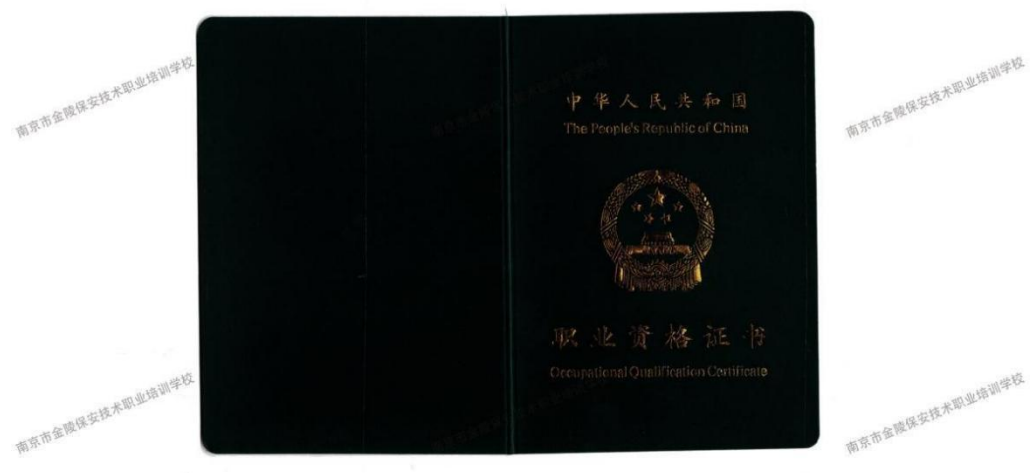 南京市金陵保安技术职业培训学校
南京市金陵保安技术职业培训学校
中华人民共和国
The People's Republic of China
职业资格证书
Occupational Qualification Certificate
南京市金陵保安技术职业培训学校
南京市金陵保安技术职业培训学校